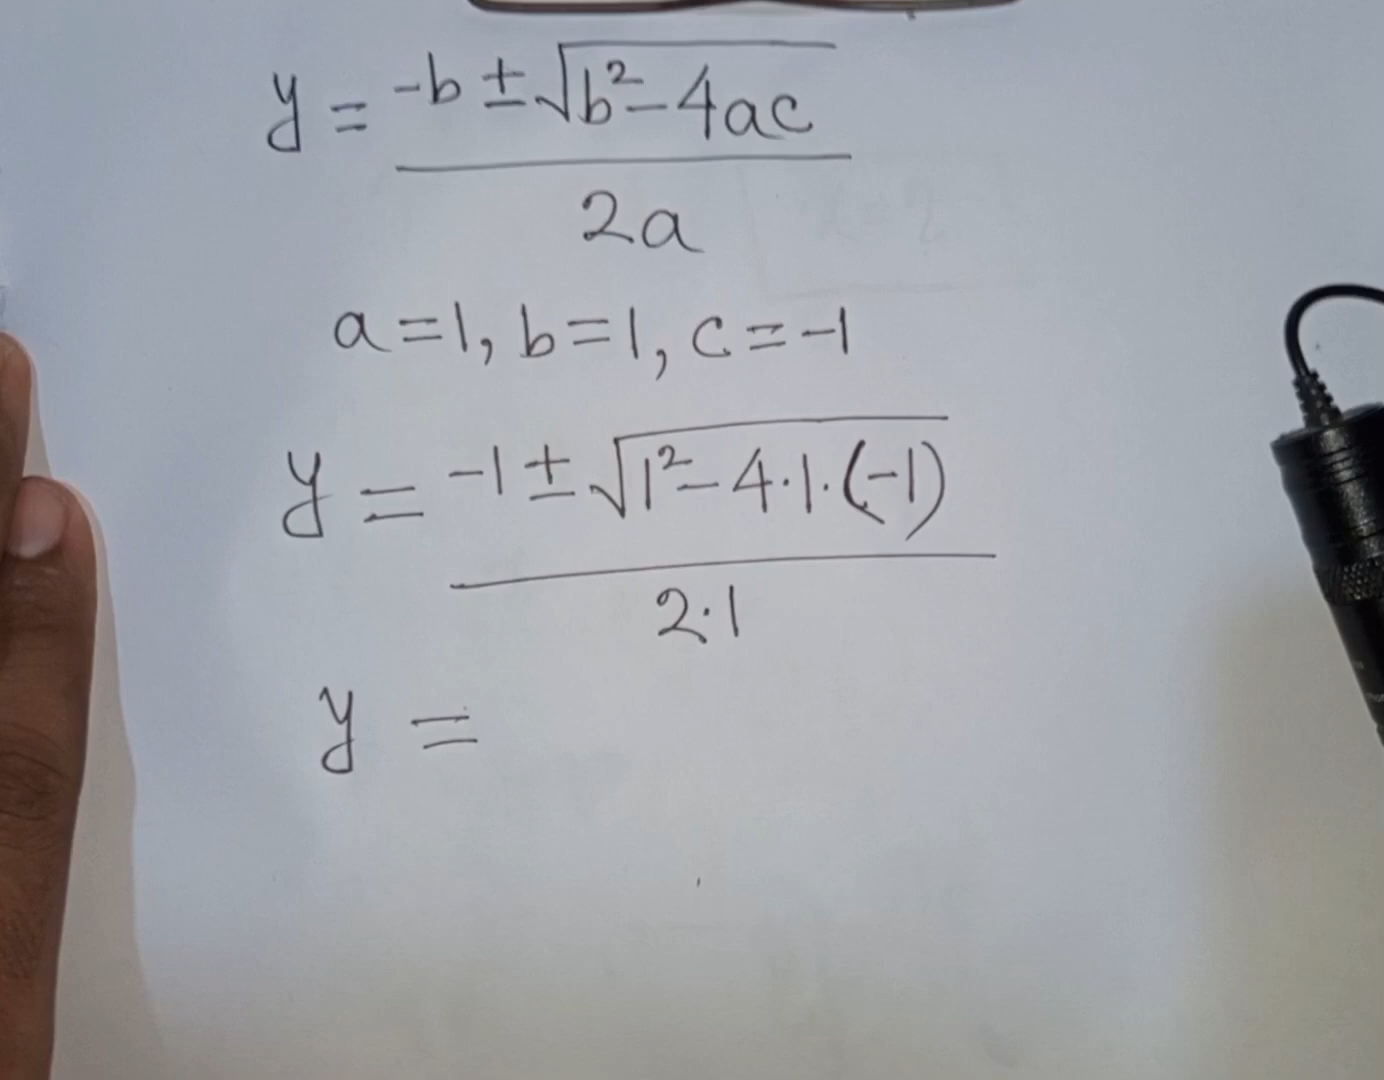 y = (-b ± √(b² - 4ac)) / 2a
a = 1, b = 1, c = -1
y = (-1 ± √(1² - 4·1·(-1))) / 2·1
y =